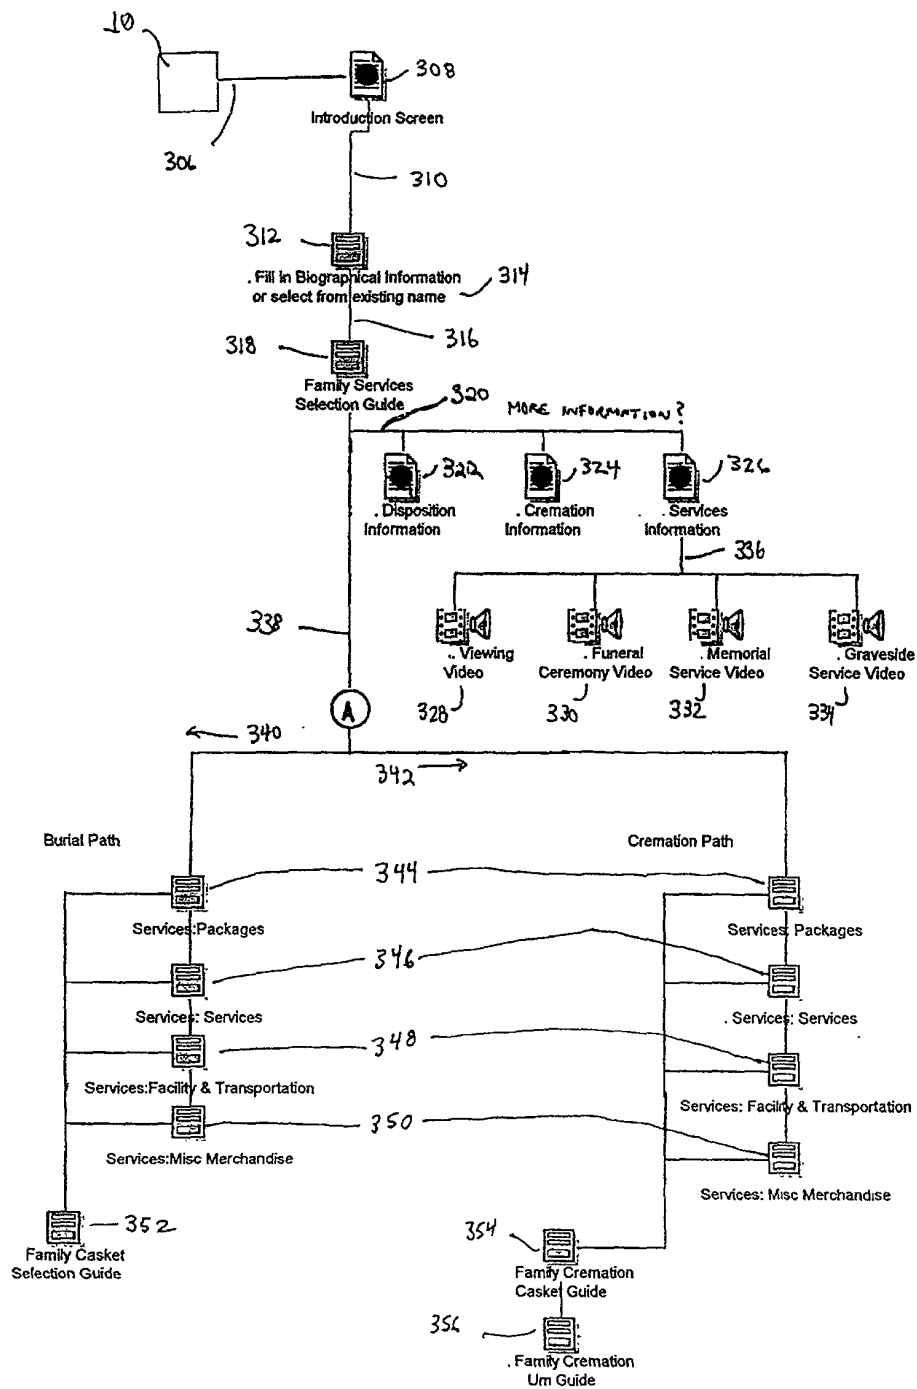 10
308
Introduction Screen
306
310
312
. Fill in Biographical Information
or select from existing name
314
316
318
Family Services
Selection Guide
320
MORE INFORMATION?
322
324
326
. Disposition
Information
. Cremation
Information
. Services
Information
336
338
.. Viewing
Video
. Funeral
Ceremony Video
. Memorial
Service Video
. Graveside
Service Video
328
330
332
334
A
340
342
Burial Path
Cremation Path
344
Services:Packages
Services: Packages
346
Services: Services
. Services: Services
348
Services:Facility & Transportation
Services: Facility & Transportation
350
Services:Misc Merchandise
Services: Misc Merchandise
352
Family Casket
Selection Guide
354
Family Cremation
Casket Guide
356
. Family Cremation
Urn Guide